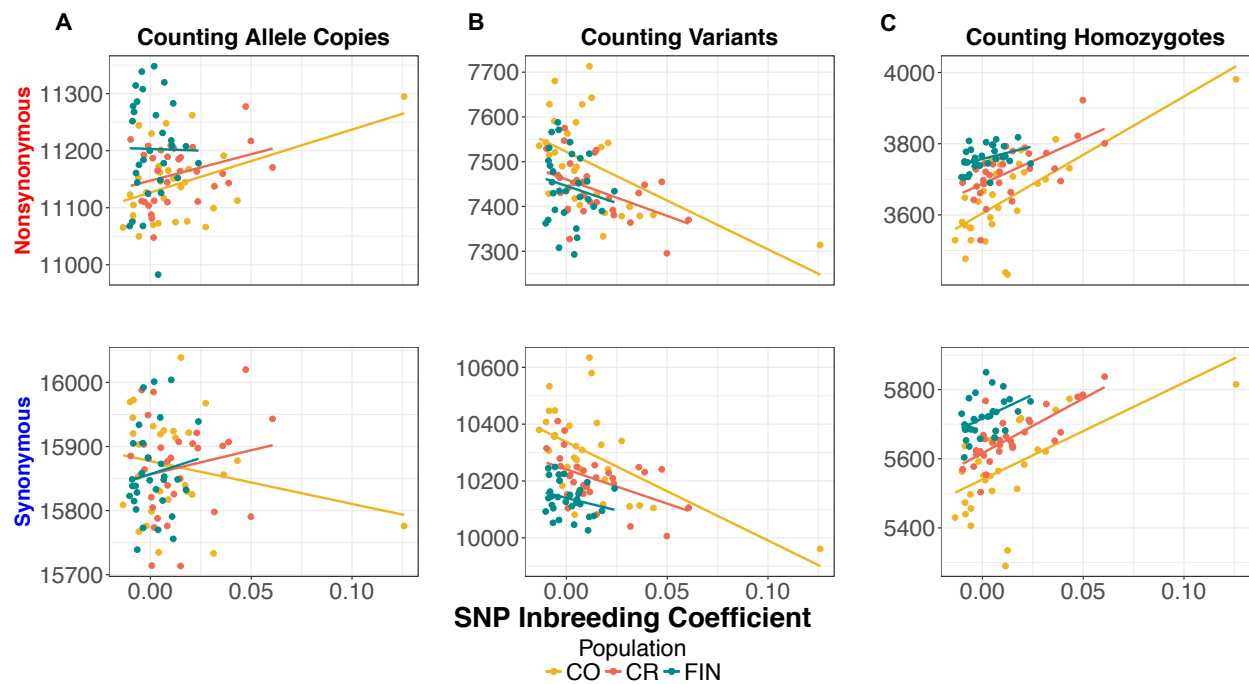 A B C
Counting Allele Copies Counting Variants Counting Homozygotes
Nonsynonymous
11300
11200
11100
11000
7700
7600
7500
7400
7300
4000
3800
3600
Synonymous
16000
15900
15800
15700
10600
10400
10200
10000
5800
5600
5400
0.00 0.05 0.10 0.00 0.05 0.10 0.00 0.05 0.10
SNP Inbreeding Coefficient
Population
CO CR FIN